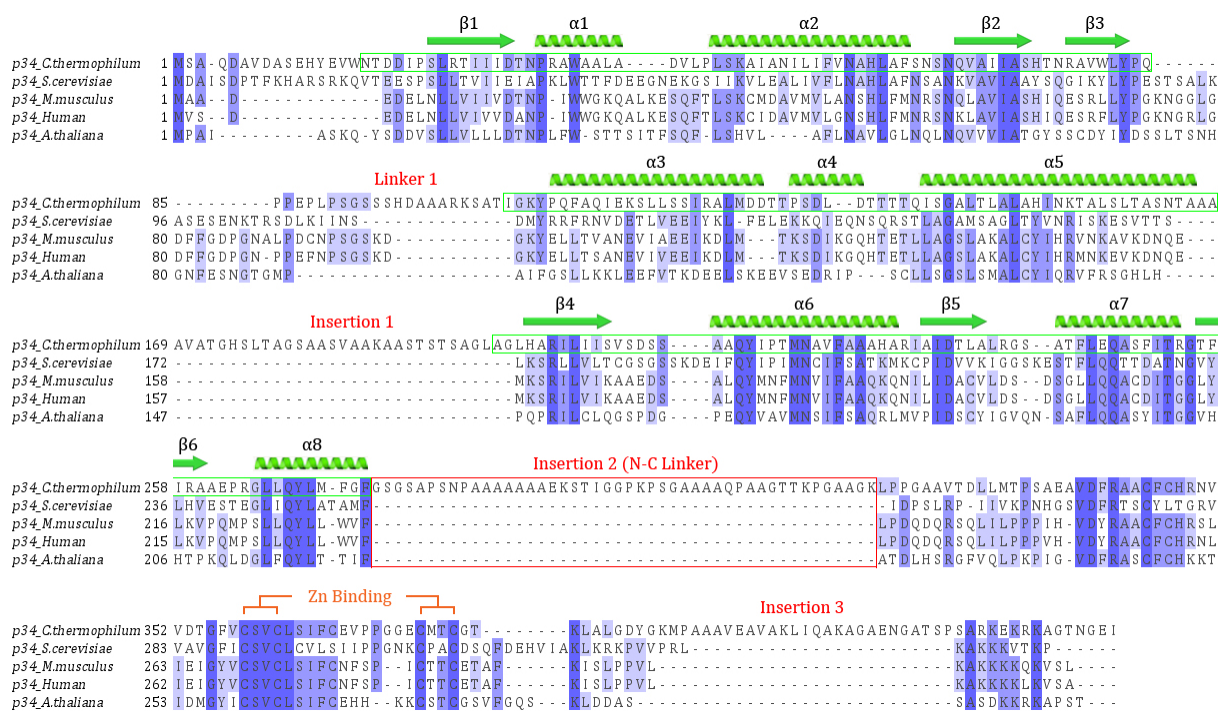 β1 α1 α2 β2 β3
p34_C.thermophilum 1 MSA-QDAVDASEHYEVWNTDDIPSLRTIIIDTNPRAWAALA----DVLPLSKAIANILIFVNAHLAFSNSNQVAIIASHTNRAVWLYPQ------
p34_S.cerevisiae 1 MDAISDPTFKHARSRKQVTEESPSLLTVIIEIAPKLWTTFDEEGNEKGSIIKVLEALIVFLNAHLAFNSANKVAVIAAYSQGIKYLYPESTSALK
p34_M.musculus 1 MAA--D-------------EDELNLLVIIVDTNP-IWWGKQALKESQFTLSKCMDAVMVLANSHLFMNRSNQLAVIASHIQESRLLYPGKNGGLG
p34_Human 1 MVS--D-------------EDELNLLVIVVDANP-IWWGKQALKESQFTLSKCIDAVMVLGNSHLFMNRSNKLAVIASHIQESRFLYPGKNGRLG
p34_A.thaliana 1 MPAI---------ASKQ-YSDDVSLLVLLLDTNPLFW-STTSITFSQF-LSHVL----AFLNAVLGLNQLNQVVVIATGYSSCDYIYDSSLTSNH
α3 α4 α5
Linker 1
p34_C.thermophilum 85 ---------PPEPLPSGSSSHDAAARKSATIGKYPQFAQIEKSLLSSIRALMDDTTPSDL--DTTTTQISGALTLALAHINKTALSLTASNTAAA
p34_S.cerevisiae 96 ASESENKTRSDLKIINS--------------DMYRRFRNVDETLVEEIYKL-FELEKKQIEQNSQRSTLAGAMSAGLTYVNRISKESVTTS----
p34_M.musculus 80 DFFGDPGNALPDCNPSGSKD----------GKYELLTVANEVIAEEIKDLM---TKSDIKGQHTETLLAGSLAKALCYIHRVNKAVKDNQE---
p34_Human 80 DFFGDPGN-PPEFNPSGSKD----------GKYELLTSANEVIVEEIKDLM---TKSDIKGQHTETLLAGSLAKALCYIHRMNKEVKDNQE---
p34_A.thaliana 80 GNFESNGTGMP--------------------AIFGSLLKKLEEFVTKDEELSKEEVSEDRIP----SCLLSGSLSMALCYIQRVFRSGHLH-----
Insertion 1 β4 α6 β5 α7
p34_C.thermophilum 169 AVATGHSLTAGSAASVAAKAASTSTSAGLAGLHARILIISVSDSS----AAQYIPTMNAVFAAAHARIAIDTLALRGS--ATFLEQASFITRGTF
p34_S.cerevisiae 172 --------------------------------LKSRLLVLTCGSGSSKDEIFQYIPIMNCIFSATKMKCPIDVVKIGGSKESTFLQQTTDATNGVY
p34_M.musculus 158 -------------------------------MKSRILVIKAAEDS----ALQYMNFMNVIFAAQKQNILIDACVLDS--DSGLLQQACDITGGLY
p34_Human 157 -------------------------------MKSRILVIKAAEDS----ALQYMNFMNVIFAAQKQNILIDACVLDS--DSGLLQQACDITGGLY
p34_A.thaliana 147 -------------------------------PQPRILCLQGSPDG----PEQYVAVMNSIFSAQRLMVPIDSCYIGVQN-SAFLQQASYITGGVH
β6 α8 Insertion 2 (N-C Linker)
p34_C.thermophilum 258 IRAAEPRGLLQYLM-FGFGSGSAPSNPAAAAAAAEKSTIGGPKPSGAAAAQPAAGTTKPGAAGKLPPGAAVTDLLMTPSAEAVDFRAACFCHRNV
p34_S.cerevisiae 236 LHVESTEGLIQYLATAMF----------------------------------------------IDPSLRP-IIVKPNHGSVDFRTSCYLTGRV
p34_M.musculus 216 LKVPQMPSLLQYLL-WVF----------------------------------------------LPDQDQRSQLILPPPIH-VDYRAACFCHRSL
p34_Human 215 LKVPQMPSLLQYLL-WVF----------------------------------------------LPDQDQRSQLILPPPVH-VDYRAACFCHRNL
p34_A.thaliana 206 HTPKQLDGLFQYLT-TIF----------------------------------------------ATDLHSRGFVQLPKPIG-VDFRASCFCHKKT
Zn Binding Insertion 3
p34_C.thermophilum 352 VDTGFVCSVCLSIFCEVPPGGECMTCGT--------KLALGDYGKMPAAAVEAVAKLIQAKAGAENGATSPSARKEKRKAGTNGEI
p34_S.cerevisiae 283 VAVGFICSVCLCVLSIIPPGNKCPACDSQFDEHVIAKLKRKPVVPRL------------------------KAKKKVTKP------
p34_M.musculus 263 IEIGYVCSVCLSIFCNFSP--ICTTCETAF------KISLPPVL---------------------------KAKKKKQKVSL----
p34_Human 262 IEIGYVCSVCLSIFCNFSP--ICTTCETAF------KISLPPVL---------------------------KAKKKKLKVSA----
p34_A.thaliana 253 IDMGYICSVCLSIFCEHH--KKCSTCGSVFGQS---KLDDAS-----------------------------SASDKKRKAPST---